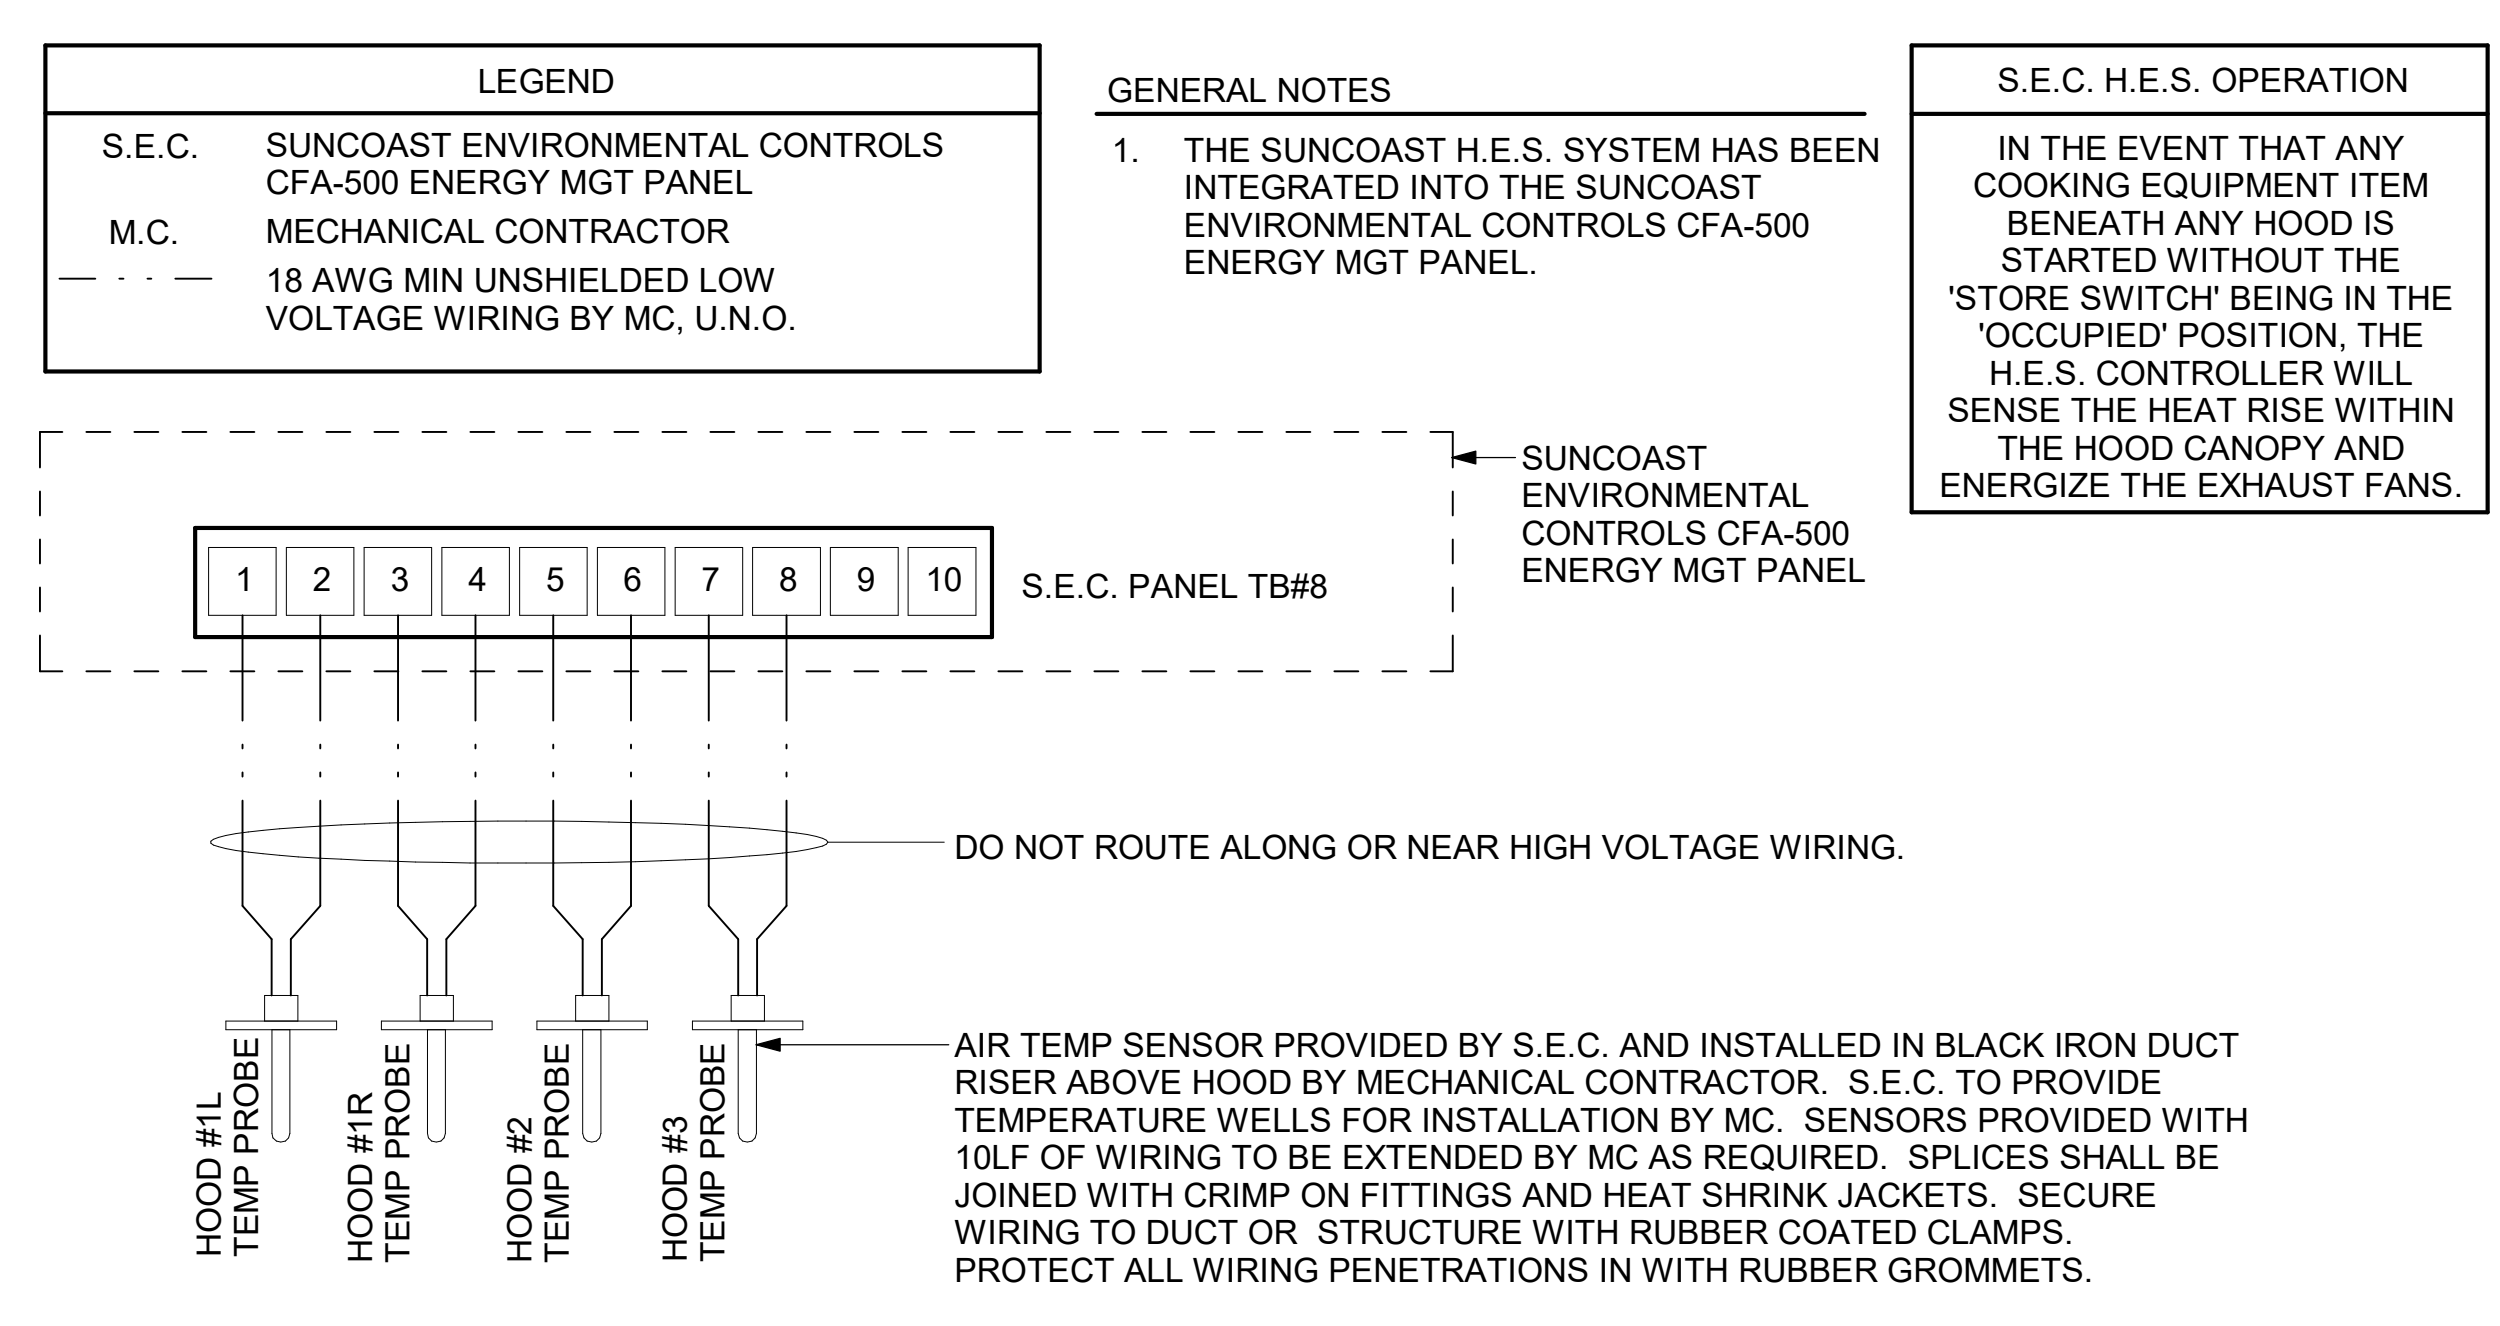 LEGEND
S.E.C. SUNCOAST ENVIRONMENTAL CONTROLS
CFA-500 ENERGY MGT PANEL
M.C. MECHANICAL CONTRACTOR
18 AWG MIN UNSHIELDED LOW
VOLTAGE WIRING BY MC, U.N.O.
GENERAL NOTES
1. THE SUNCOAST H.E.S. SYSTEM HAS BEEN
INTEGRATED INTO THE SUNCOAST
ENVIRONMENTAL CONTROLS CFA-500
ENERGY MGT PANEL.
S.E.C. H.E.S. OPERATION
IN THE EVENT THAT ANY
COOKING EQUIPMENT ITEM
BENEATH ANY HOOD IS
STARTED WITHOUT THE
'STORE SWITCH' BEING IN THE
'OCCUPIED' POSITION, THE
H.E.S. CONTROLLER WILL
SENSE THE HEAT RISE WITHIN
THE HOOD CANOPY AND
ENERGIZE THE EXHAUST FANS.
SUNCOAST
ENVIRONMENTAL
CONTROLS CFA-500
ENERGY MGT PANEL
1 2 3 4 5 6 7 8 9 10
S.E.C. PANEL TB#8
DO NOT ROUTE ALONG OR NEAR HIGH VOLTAGE WIRING.
HOOD #1L
TEMP PROBE
HOOD #1R
TEMP PROBE
HOOD #2
TEMP PROBE
HOOD #3
TEMP PROBE
AIR TEMP SENSOR PROVIDED BY S.E.C. AND INSTALLED IN BLACK IRON DUCT
RISER ABOVE HOOD BY MECHANICAL CONTRACTOR.  S.E.C. TO PROVIDE
TEMPERATURE WELLS FOR INSTALLATION BY MC.  SENSORS PROVIDED WITH
10LF OF WIRING TO BE EXTENDED BY MC AS REQUIRED.  SPLICES SHALL BE
JOINED WITH CRIMP ON FITTINGS AND HEAT SHRINK JACKETS.  SECURE
WIRING TO DUCT OR  STRUCTURE WITH RUBBER COATED CLAMPS.
PROTECT ALL WIRING PENETRATIONS IN WITH RUBBER GROMMETS.